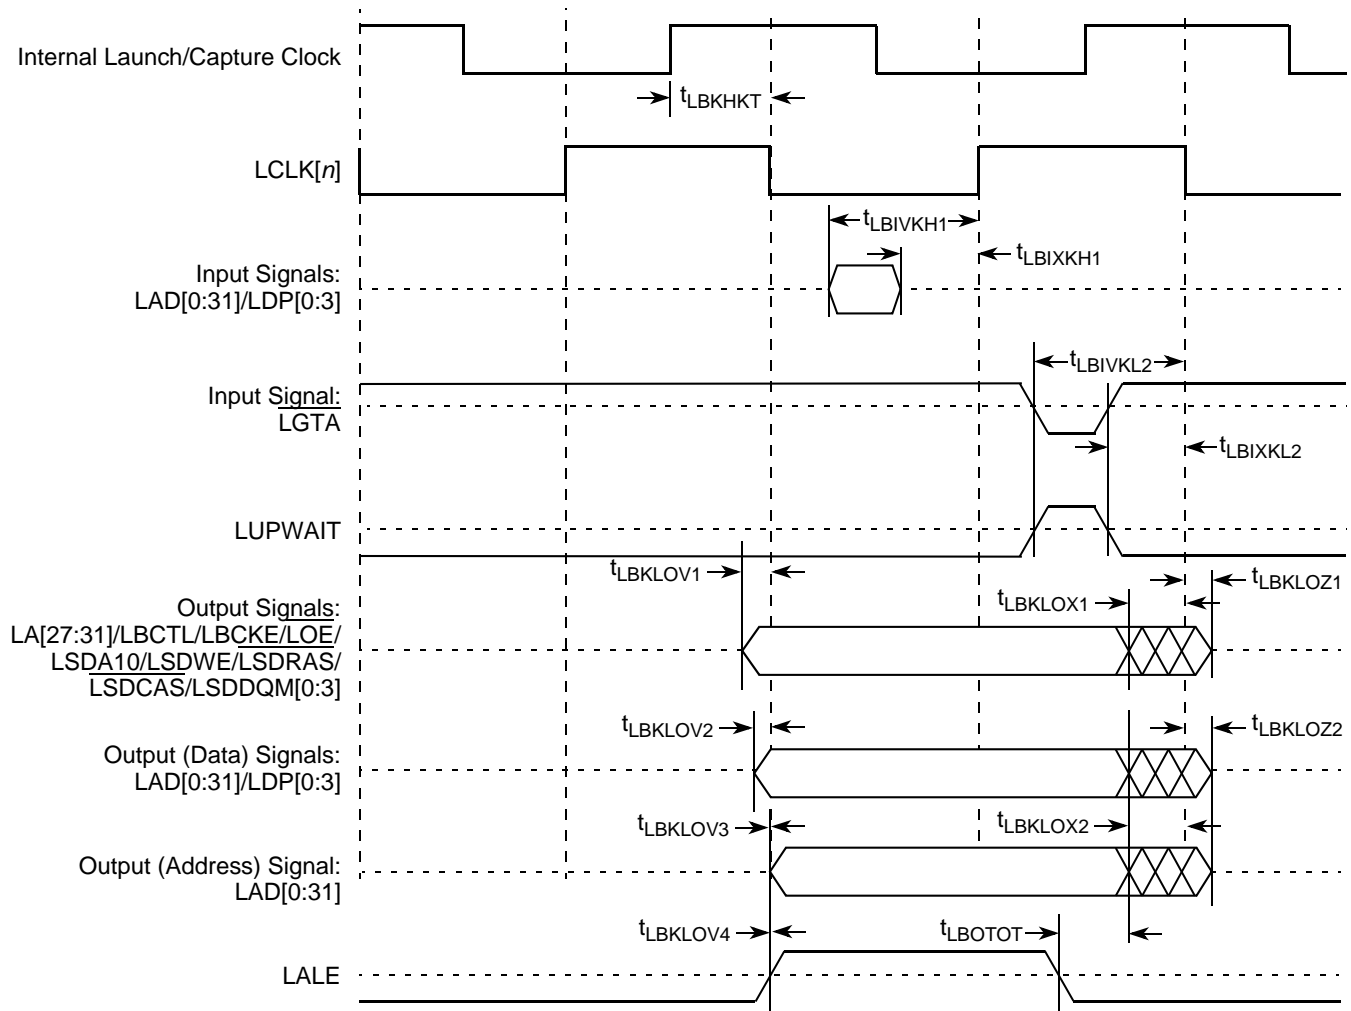 Internal Launch/Capture Clock
tLBKHKT
LCLK[n]
tLBIVKH1
tLBIXKH1
Input Signals:
LAD[0:31]/LDP[0:3]
tLBIVKL2
Input Signal:
LGTA
tLBIXKL2
LUPWAIT
tLBKLOV1
tLBKLOZ1
tLBKLOX1
Output Signals:
LA[27:31]/LBCTL/LBCKE/LOE/
LSDA10/LSDWE/LSDRAS/
LSDCAS/LSDDQM[0:3]
tLBKLOV2
tLBKLOZ2
Output (Data) Signals:
LAD[0:31]/LDP[0:3]
tLBKLOV3
tLBKLOX2
Output (Address) Signal:
LAD[0:31]
tLBKLOV4
tLBOTOT
LALE